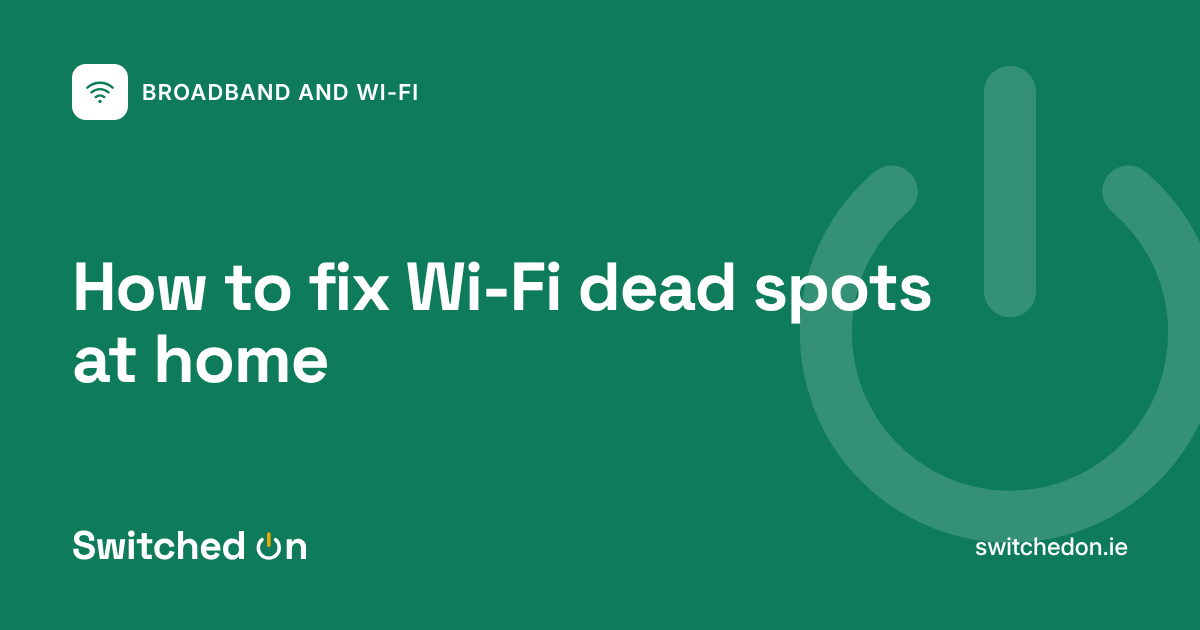 BROADBAND AND WI-FI
How to fix Wi-Fi dead spots
at home
Switched On
switchedon.ie